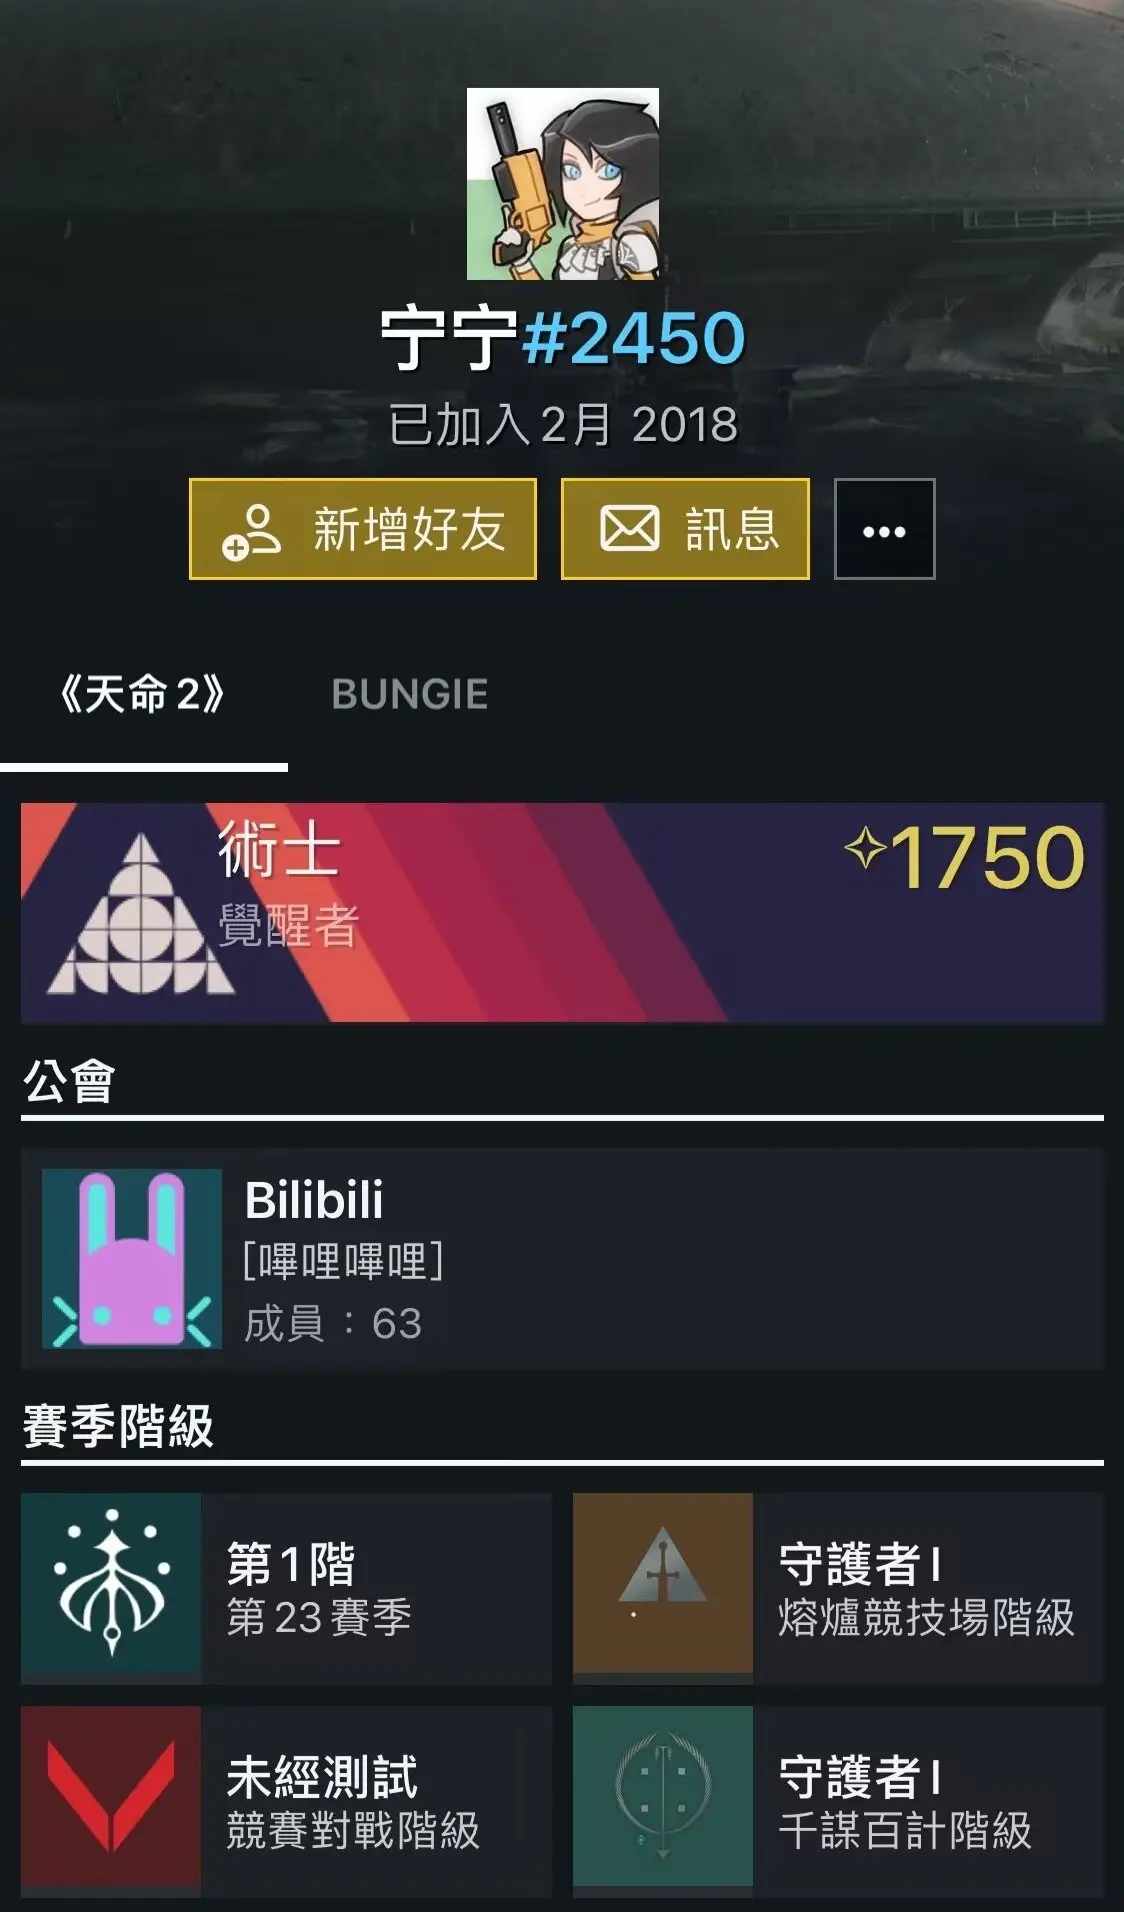 宁宁#2450
已加入2月 2018
新增好友
訊息
《天命2》
BUNGIE
術士
1750
覺醒者
公會
Bilibili
[嗶哩嗶哩]
成員：63
賽季階級
第1階
第23賽季
守護者 I
熔爐競技場階級
未經測試
競賽對戰階級
守護者 I
千謀百計階級